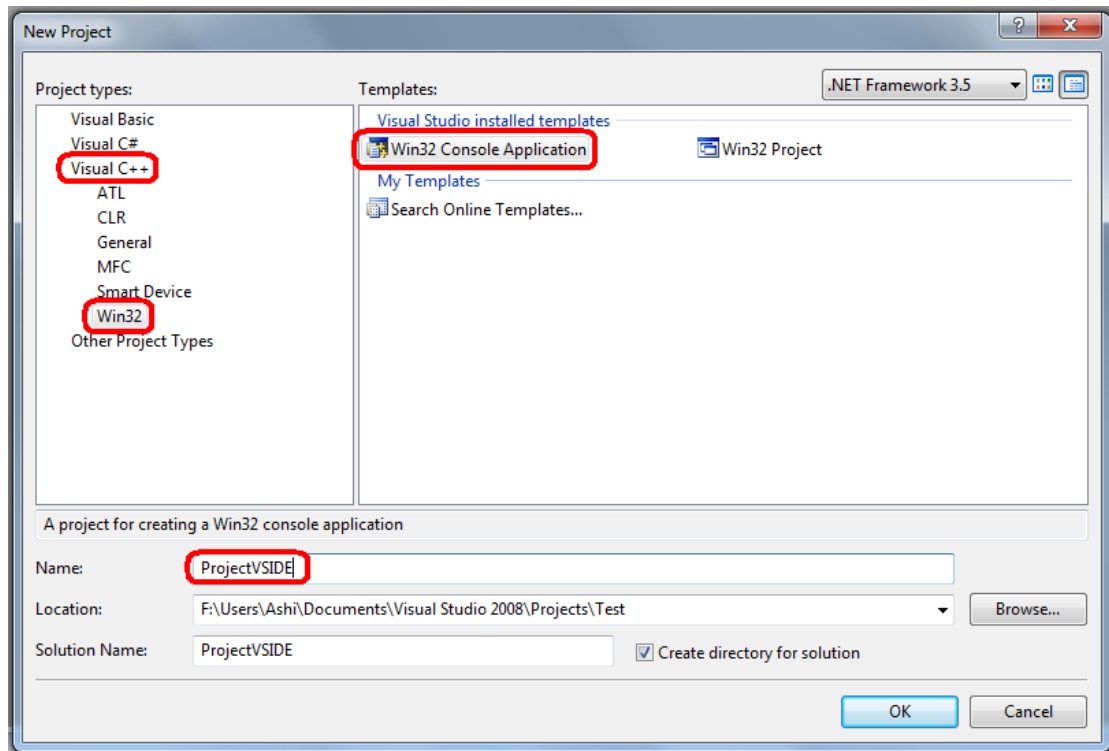 New Project
Project types:
Templates:
.NET Framework 3.5
Visual Basic
Visual C#
Visual C++
ATL
CLR
General
MFC
Smart Device
Win32
Other Project Types
Visual Studio installed templates
Win32 Console Application
Win32 Project
My Templates
Search Online Templates...
A project for creating a Win32 console application
Name:
ProjectVSIDE
Location:
F:\Users\Ashi\Documents\Visual Studio 2008\Projects\Test
Browse...
Solution Name:
ProjectVSIDE
Create directory for solution
OK
Cancel